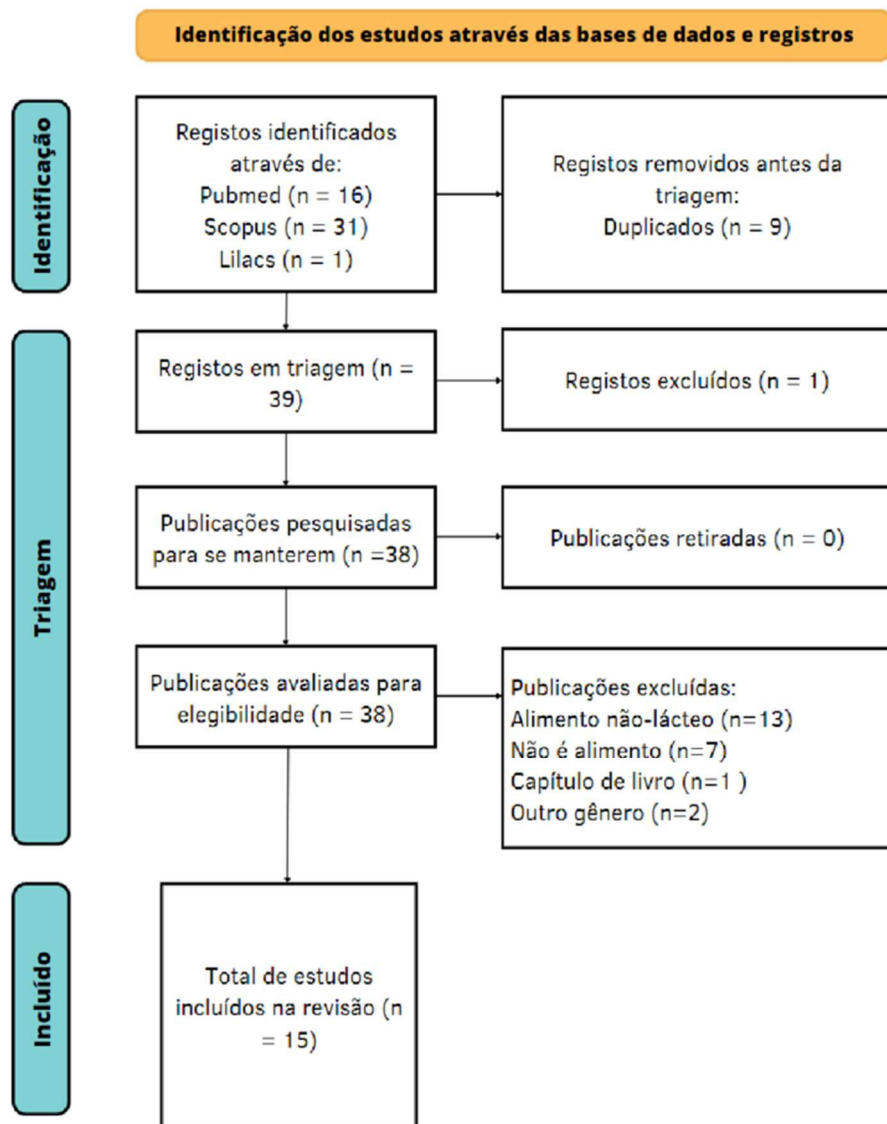 Identificação dos estudos através das bases de dados e registros
Identificação
Registos identificados
através de:
Pubmed (n = 16)
Scopus (n = 31)
Lilacs (n = 1)
Registos removidos antes da
triagem:
Duplicados (n = 9)
Triagem
Registos em triagem (n =
39)
Registos excluídos (n = 1)
Publicações pesquisadas
para se manterem (n =38)
Publicações retiradas (n = 0)
Publicações avaliadas para
elegibilidade (n = 38)
Publicações excluídas:
Alimento não-lácteo (n=13)
Não é alimento (n=7)
Capítulo de livro (n=1 )
Outro gênero (n=2)
Incluído
Total de estudos
incluídos na revisão (n
= 15)